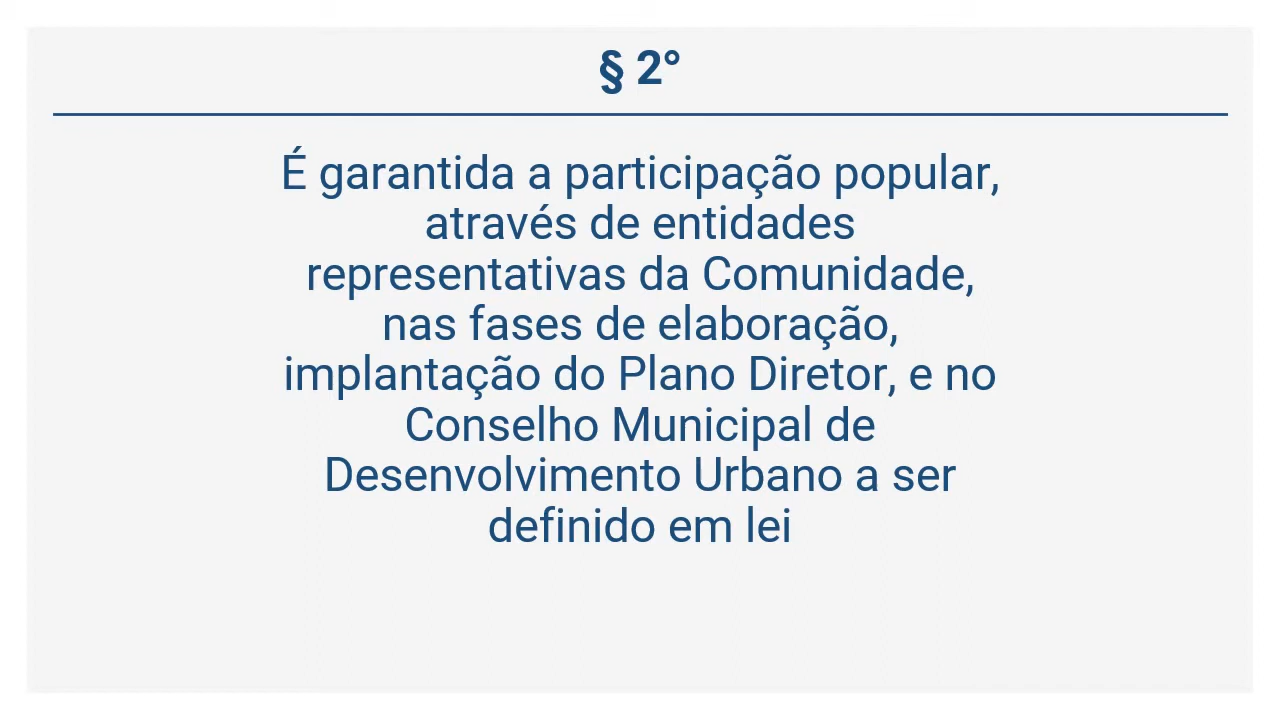 § 2°
É garantida a participação popular,
através de entidades
representativas da Comunidade,
nas fases de elaboração,
implantação do Plano Diretor, e no
Conselho Municipal de
Desenvolvimento Urbano a ser
definido em lei